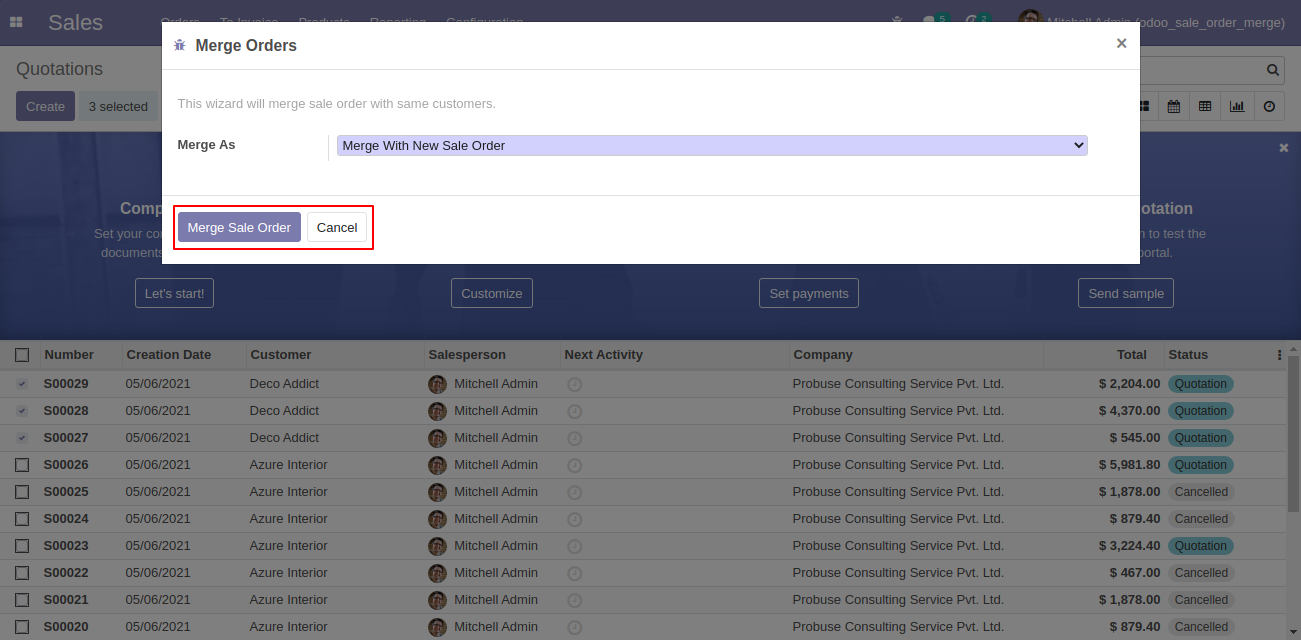 Sales
Orders To Invoice Products Reporting Configuration
5 2 Mitchell Admin (odoo_sale_order_merge)
Merge Orders ×
Quotations
Create 3 selected
This wizard will merge sale order with same customers.
Merge As Merge With New Sale Order
Merge Sale Order Cancel
Comp
otation
Set your co
n to test the
documents
portal.
Let's start! Customize Set payments Send sample
Number Creation Date Customer Salesperson Next Activity Company Total Status
S00029 05/06/2021 Deco Addict Mitchell Admin Probuse Consulting Service Pvt. Ltd. $ 2,204.00 Quotation
S00028 05/06/2021 Deco Addict Mitchell Admin Probuse Consulting Service Pvt. Ltd. $ 4,370.00 Quotation
S00027 05/06/2021 Deco Addict Mitchell Admin Probuse Consulting Service Pvt. Ltd. $ 545.00 Quotation
S00026 05/06/2021 Azure Interior Mitchell Admin Probuse Consulting Service Pvt. Ltd. $ 5,981.80 Quotation
S00025 05/06/2021 Azure Interior Mitchell Admin Probuse Consulting Service Pvt. Ltd. $ 1,878.00 Cancelled
S00024 05/06/2021 Azure Interior Mitchell Admin Probuse Consulting Service Pvt. Ltd. $ 879.40 Cancelled
S00023 05/06/2021 Azure Interior Mitchell Admin Probuse Consulting Service Pvt. Ltd. $ 3,224.40 Quotation
S00022 05/06/2021 Azure Interior Mitchell Admin Probuse Consulting Service Pvt. Ltd. $ 467.00 Cancelled
S00021 05/06/2021 Azure Interior Mitchell Admin Probuse Consulting Service Pvt. Ltd. $ 1,878.00 Cancelled
S00020 05/06/2021 Azure Interior Mitchell Admin Probuse Consulting Service Pvt. Ltd. $ 879.40 Cancelled